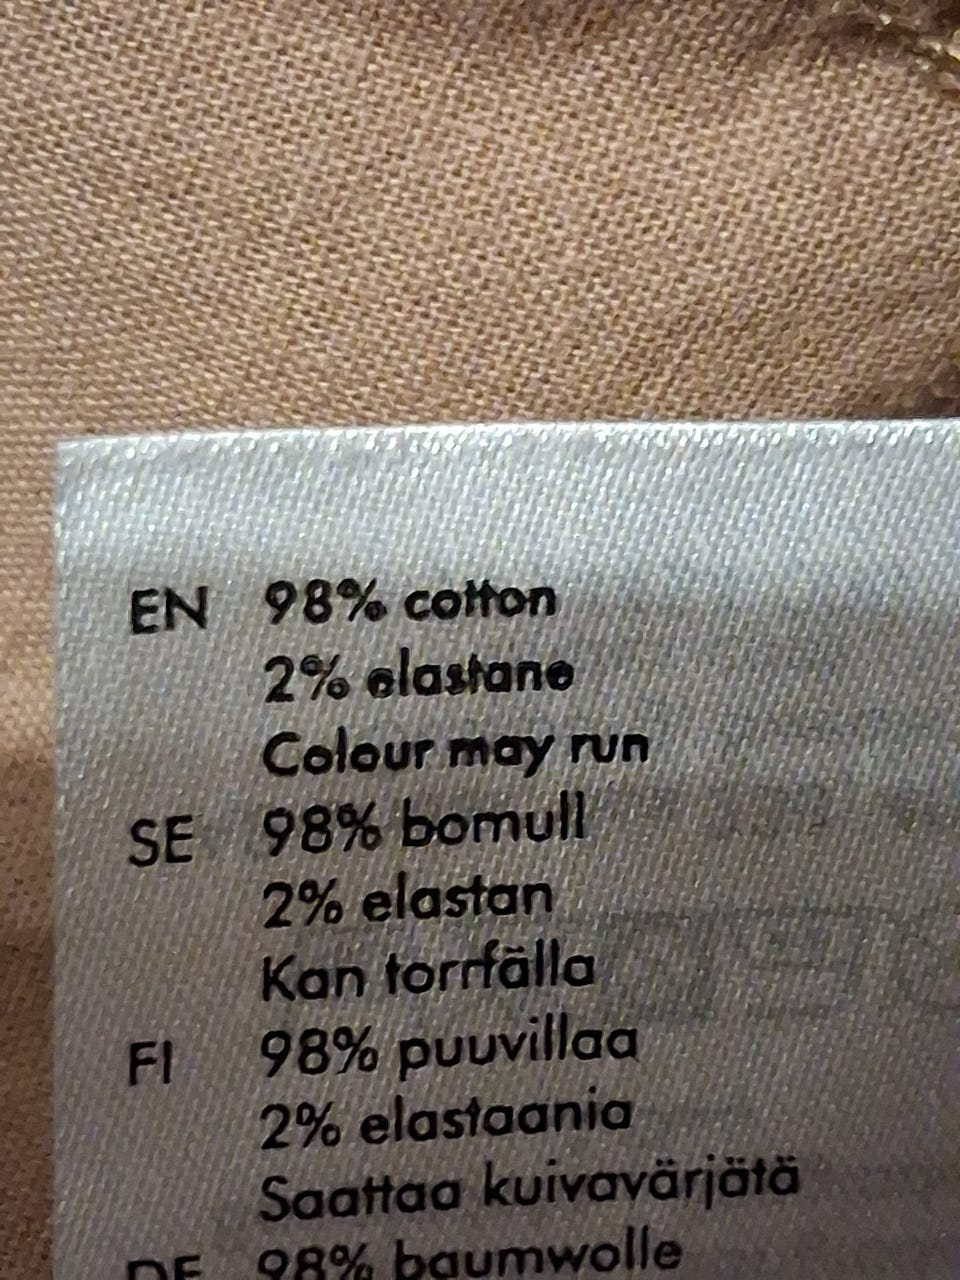 EN 98% cotton
2% elastane
Colour may run
SE 98% bomull
2% elastan
Kan torrfälla
FI 98% puuvillaa
2% elastaania
Saattaa kuivavärjätä
DE 98% baumwolle